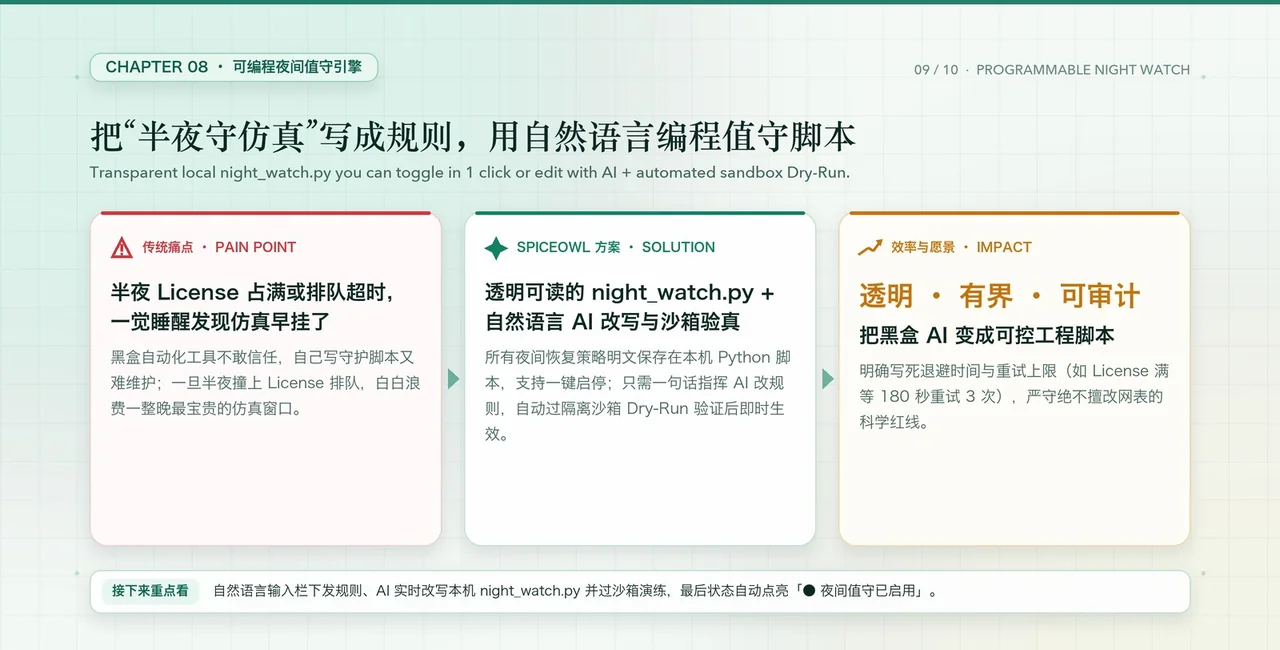 CHAPTER 08 · 可编程夜间值守引擎
09 / 10 · PROGRAMMABLE NIGHT WATCH
把“半夜守仿真”写成规则，用自然语言编程值守脚本
Transparent local night_watch.py you can toggle in 1 click or edit with AI + automated sandbox Dry-Run.
传统痛点 · PAIN POINT
半夜 License 占满或排队超时，
一觉睡醒发现仿真早挂了
黑盒自动化工具不敢信任，自己写守护脚本又
难维护；一旦半夜撞上 License 排队，白白浪
费一整晚最宝贵的仿真窗口。
SPICEOWL 方案 · SOLUTION
透明可读的 night_watch.py +
自然语言 AI 改写与沙箱验真
所有夜间恢复策略明文保存在本机 Python 脚
本，支持一键启停；只需一句话指挥 AI 改规
则，自动过隔离沙箱 Dry-Run 验证后即时生
效。
效率与愿景 · IMPACT
透明 · 有界 · 可审计
把黑盒 AI 变成可控工程脚本
明确写死退避时间与重试上限（如 License 满
等 180 秒重试 3 次），严守绝不擅改网表的
科学红线。
接下来重点看 自然语言输入栏下发规则、AI 实时改写本机 night_watch.py 并过沙箱演练，最后状态自动点亮「● 夜间值守已启用」。